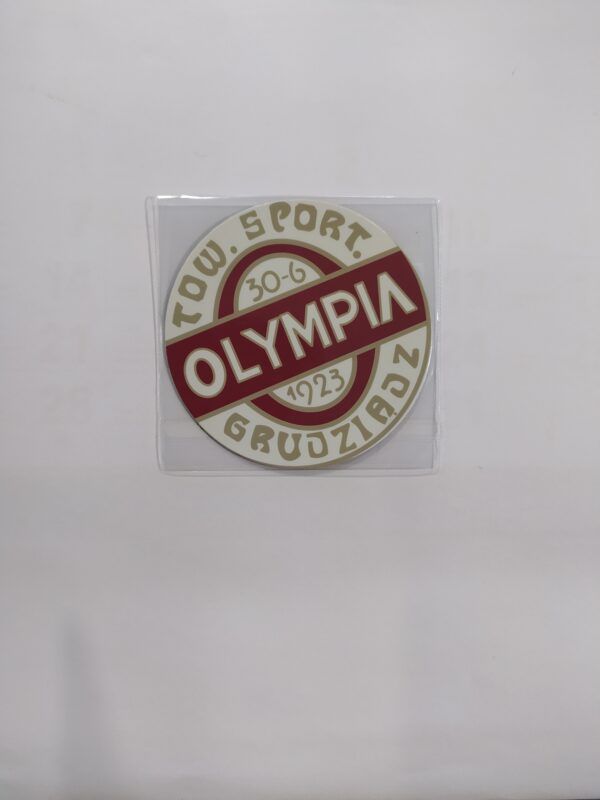 TOW. SPORT.
30-6
OLYMPIA
1923
GRUDZIĄDZ